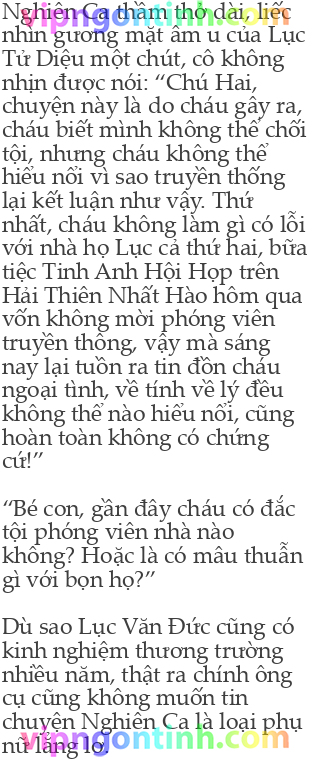 Nghiên Ca thầm thở dài, liếc
nhìn gương mặt âm u của Lục
Tử Diệu một chút, cô không
nhịn được nói: “Chú Hai,
chuyện này là do cháu gây ra,
cháu biết mình không thể chối
tội, nhưng cháu không thể
hiểu nổi vì sao truyền thống
lại kết luận như vậy. Thứ
nhất, cháu không làm gì có lỗi
với nhà họ Lục cả thứ hai, bữa
tiệc Tinh Anh Hội Họp trên
Hải Thiên Nhất Hào hôm qua
vốn không mời phóng viên
truyền thông, vậy mà sáng
nay lại tuồn ra tin đồn cháu
ngoại tình, về tính về lý đều
không thể nào hiểu nổi, cũng
hoàn toàn không có chứng
cứ!”
“Bé con, gần đây cháu có đắc
tội phóng viên nhà nào
không? Hoặc là có mâu thuẫn
gì với bọn họ?”
Dù sao Lục Văn Đức cũng có
kinh nghiệm thương trường
nhiều năm, thật ra chính ông
cụ cũng không muốn tin
chuyện Nghiên Ca là loại phụ
nữ lẳng lơ.
vipngontinh.com
vipngontinh.com